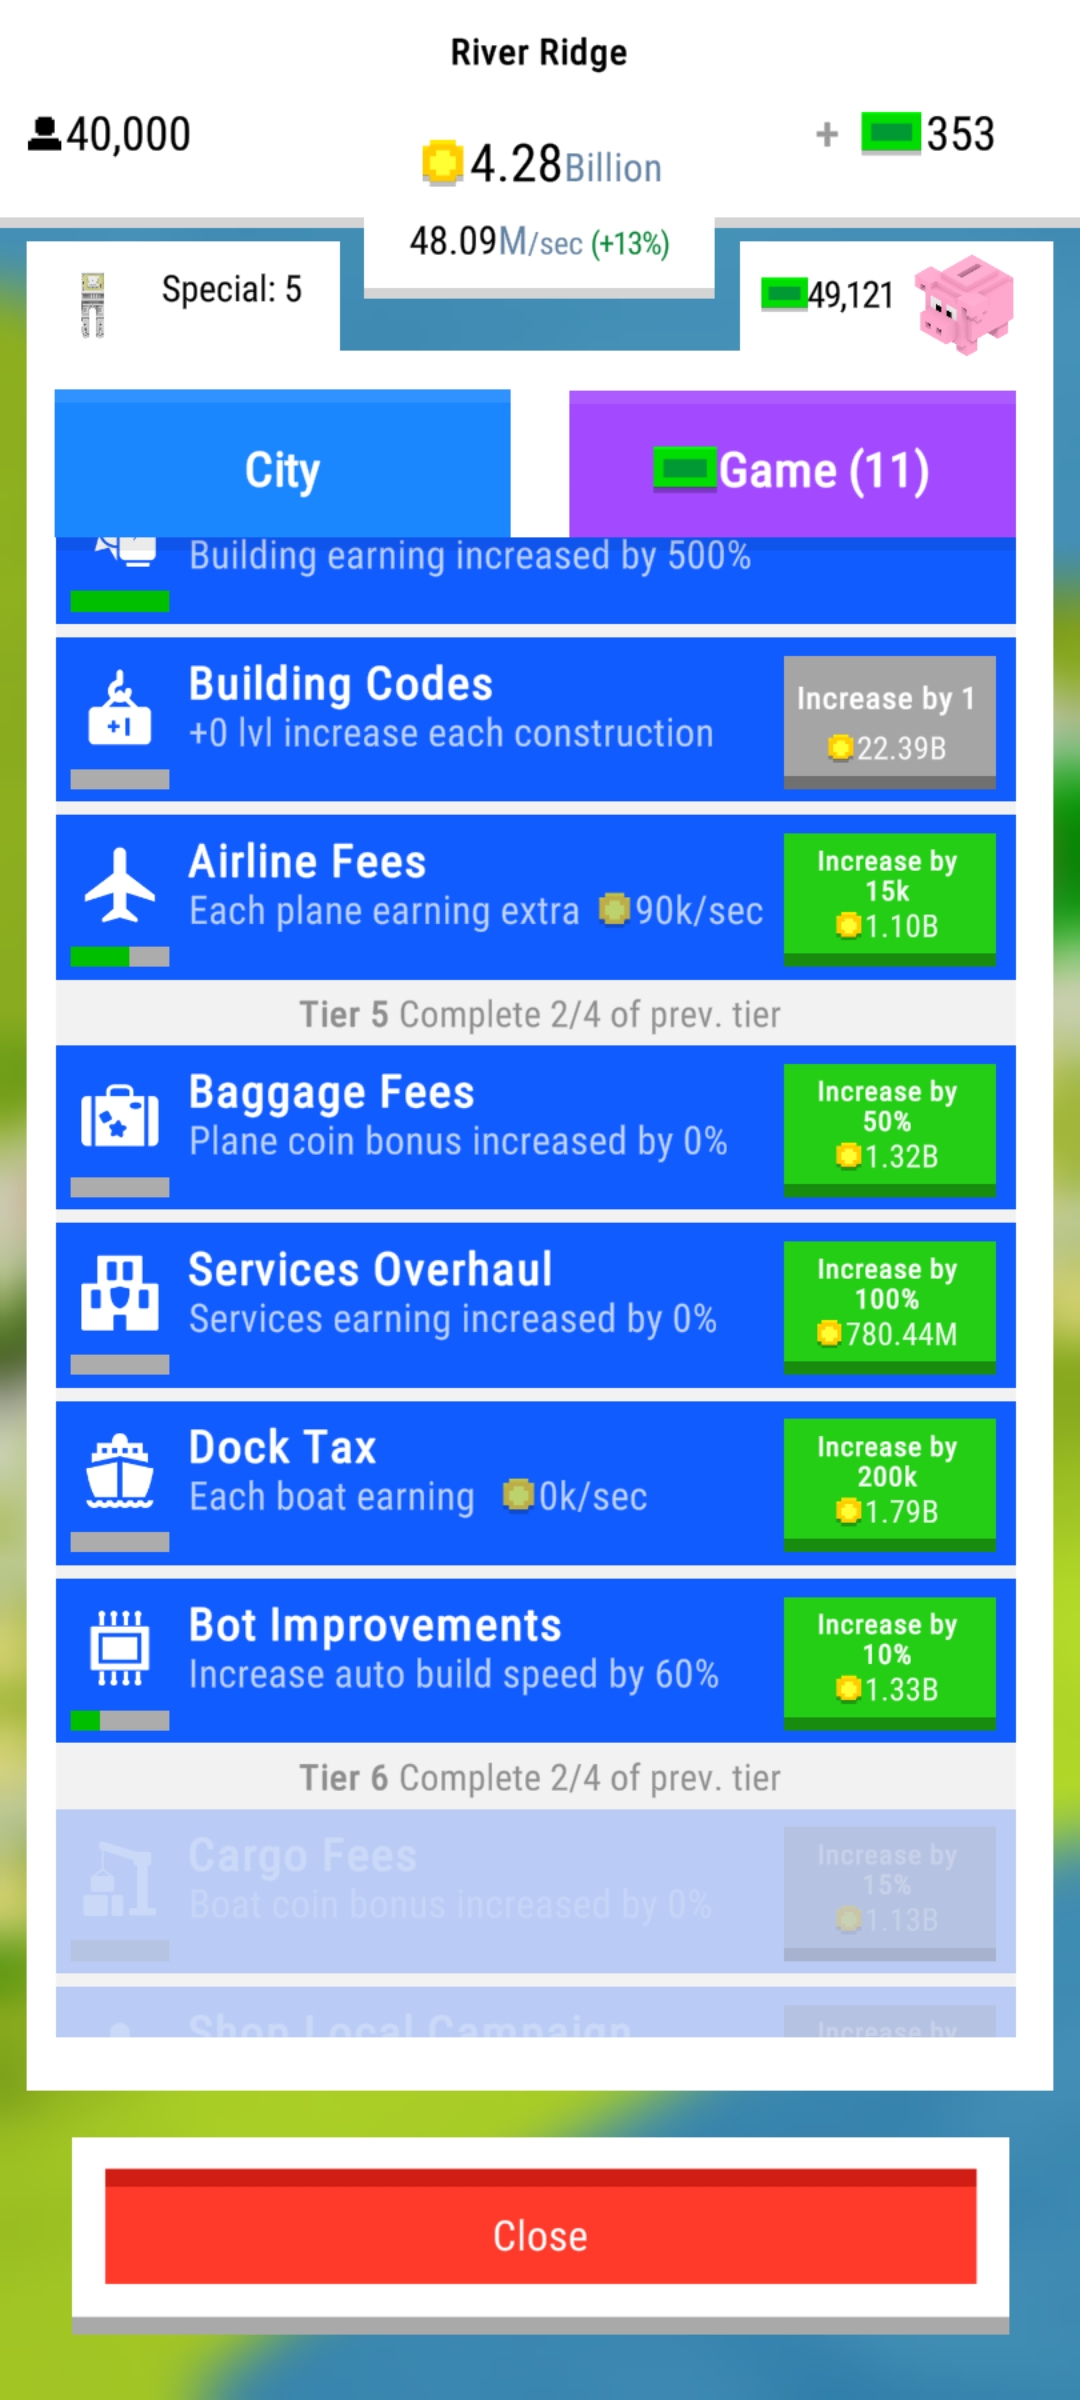 River Ridge
40,000
4.28Billion
+ 353
48.09M/sec (+13%)
Special: 5
49,121
City
Game (11)
Building earning increased by 500%
Building Codes
+0 lvl increase each construction
Increase by 1
22.39B
Airline Fees
Each plane earning extra 90k/sec
Increase by
15k
1.10B
Tier 5 Complete 2/4 of prev. tier
Baggage Fees
Plane coin bonus increased by 0%
Increase by
50%
1.32B
Services Overhaul
Services earning increased by 0%
Increase by
100%
780.44M
Dock Tax
Each boat earning 0k/sec
Increase by
200k
1.79B
Bot Improvements
Increase auto build speed by 60%
Increase by
10%
1.33B
Tier 6 Complete 2/4 of prev. tier
Cargo Fees
Boat coin bonus increased by 0%
Increase by
15%
1.13B
Shop Local Campaign
Increase by
Close